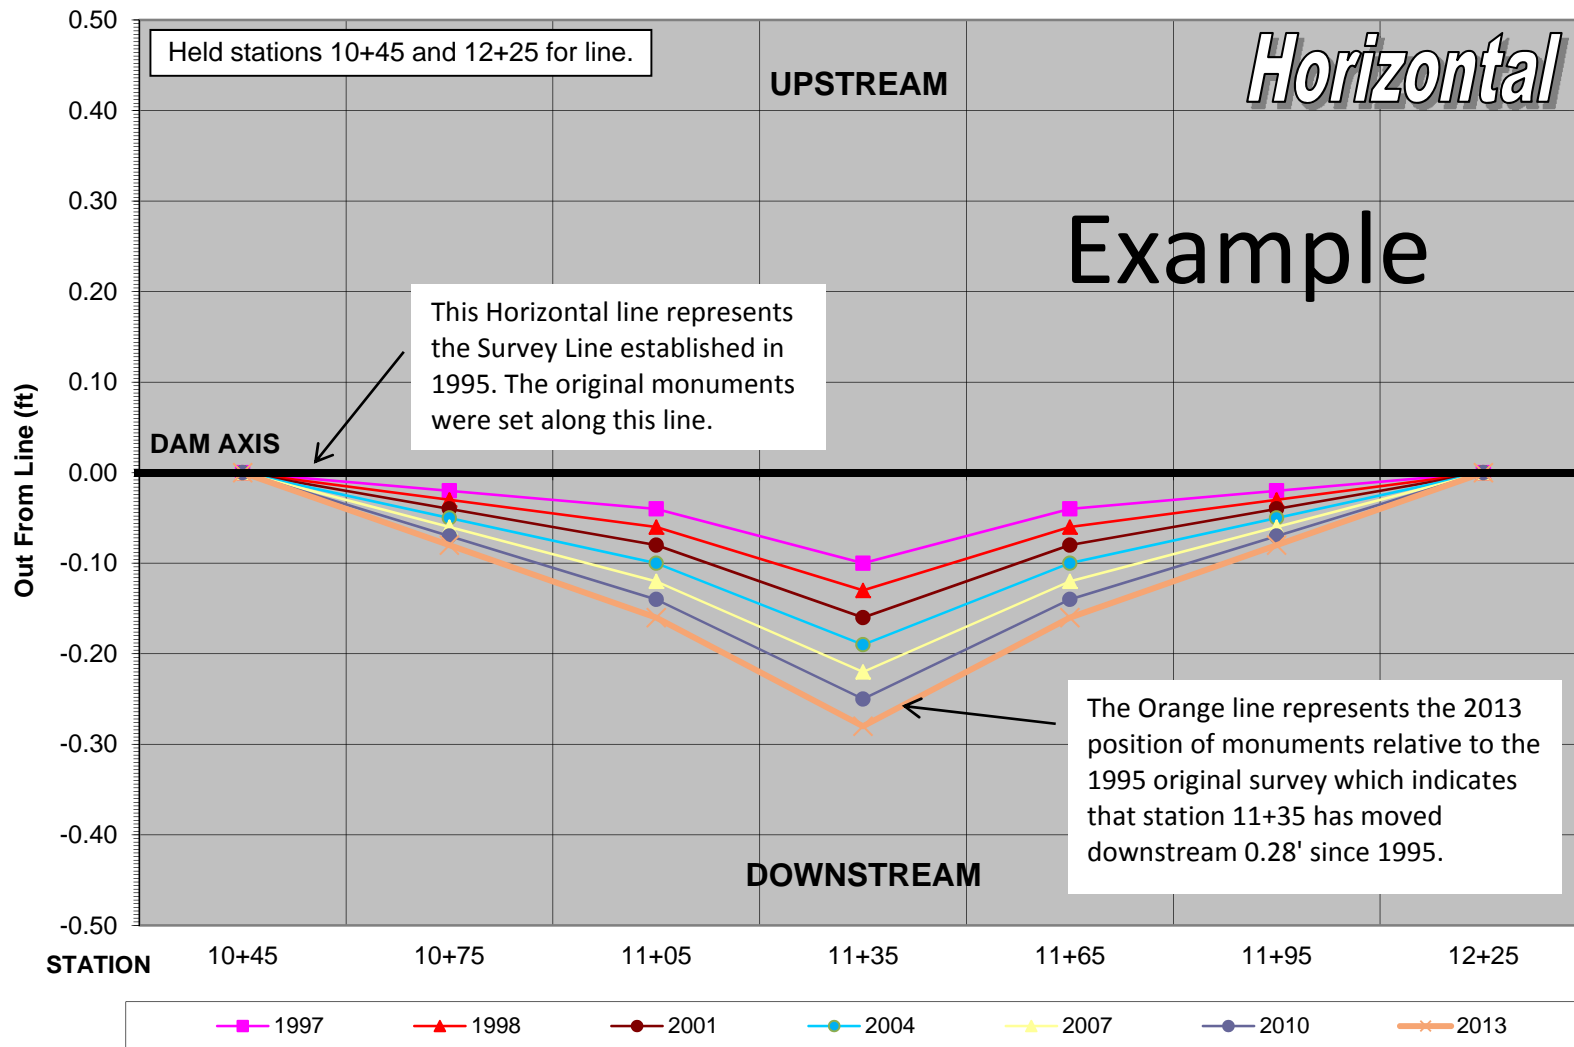 Held stations 10+45 and 12+25 for line.
Horizontal
UPSTREAM
Example
This Horizontal line represents
the Survey Line established in
1995. The original monuments
were set along this line.
DAM AXIS
Out From Line (ft)
0.50
0.40
0.30
0.20
0.10
0.00
-0.10
-0.20
-0.30
-0.40
-0.50
The Orange line represents the 2013
position of monuments relative to the
1995 original survey which indicates
that station 11+35 has moved
downstream 0.28' since 1995.
DOWNSTREAM
STATION 10+45 10+75 11+05 11+35 11+65 11+95 12+25
1997 1998 2001 2004 2007 2010 2013